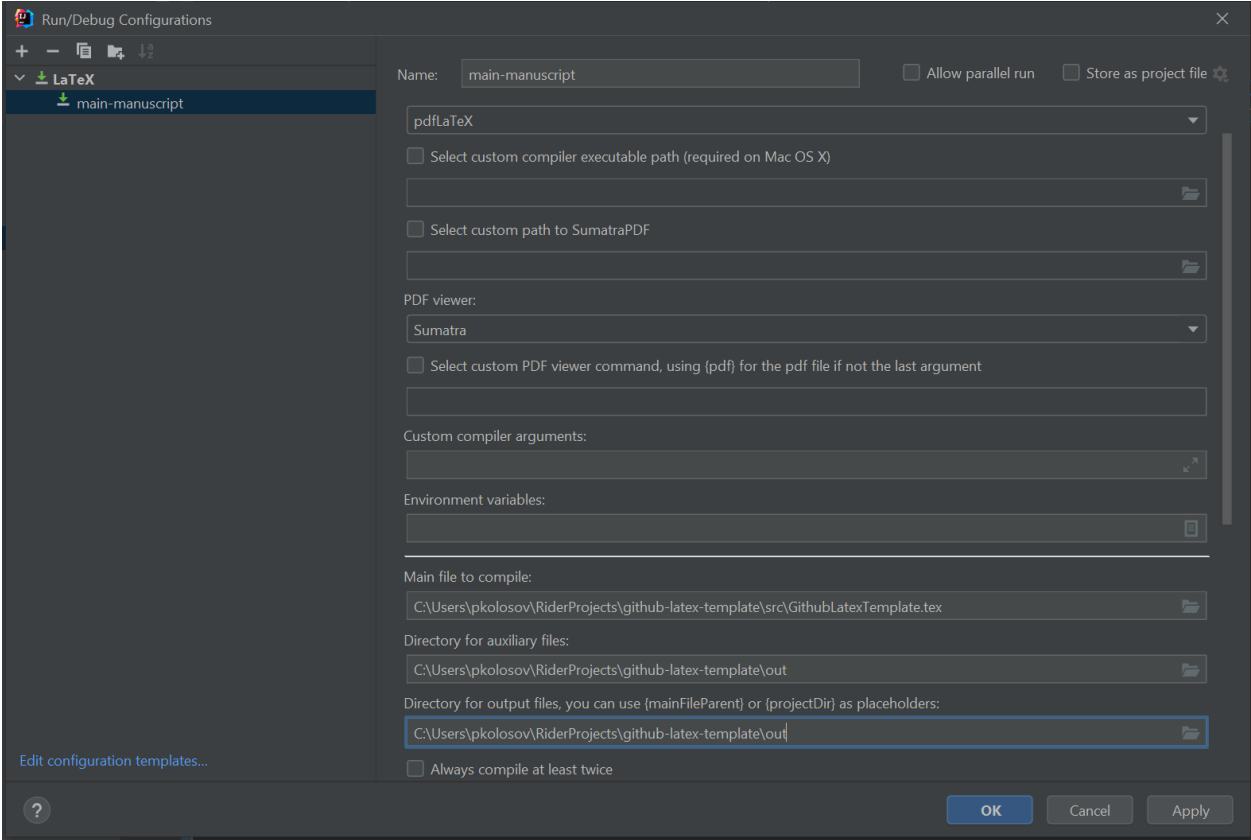 Run/Debug Configurations
LaTeX
main-manuscript
Name: main-manuscript Allow parallel run Store as project file
pdfLaTeX
Select custom compiler executable path (required on Mac OS X)
Select custom path to SumatraPDF
PDF viewer:
Sumatra
Select custom PDF viewer command, using {pdf} for the pdf file if not the last argument
Custom compiler arguments:
Environment variables:
Main file to compile:
C:\Users\pkolosov\RiderProjects\github-latex-template\src\GithubLatexTemplate.tex
Directory for auxiliary files:
C:\Users\pkolosov\RiderProjects\github-latex-template\out
Directory for output files, you can use {mainFileParent} or {projectDir} as placeholders:
C:\Users\pkolosov\RiderProjects\github-latex-template\out
Edit configuration templates...
Always compile at least twice
? OK Cancel Apply